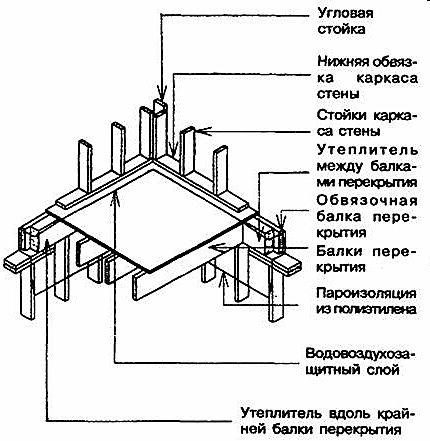 Угловая
стойка
Нижняя обвяз-
ка каркаса
стены
Стойки карка-
са стены
Утеплитель
между балка-
ми перекрытия
Обвязочная
балка пере-
крытия
Балки пере-
крытия
Пароизоляция
из полиэтилена
Водовоздухоза-
щитный слой
Утеплитель вдоль край-
ней балки перекрытия